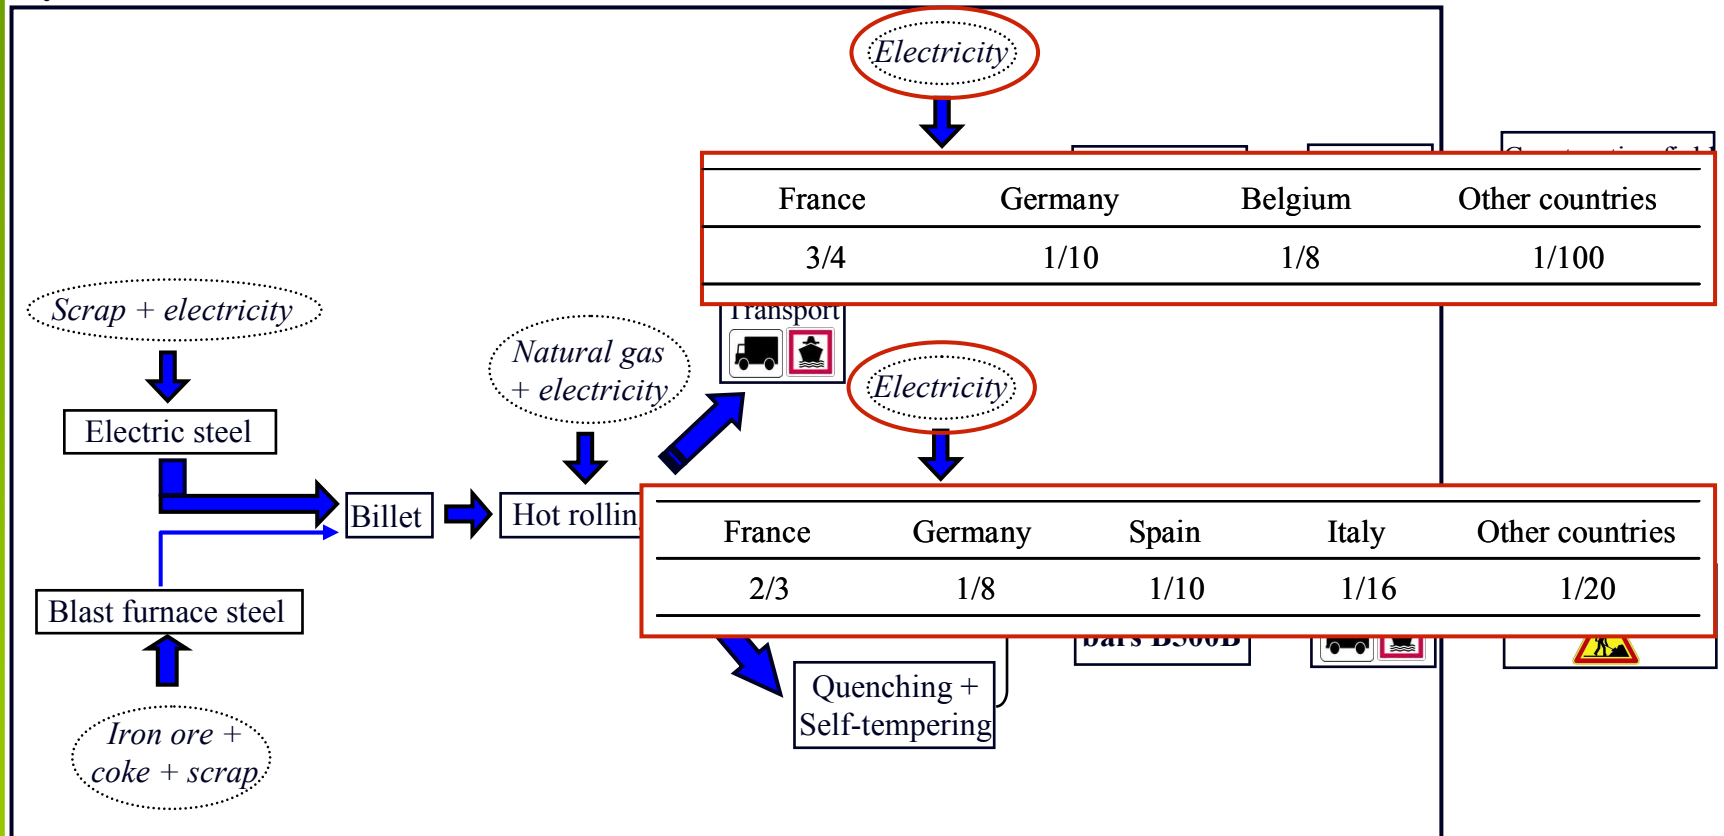 Electricity
France Germany Belgium Other countries
3/4 1/10 1/8 1/100
Transport
Scrap + electricity
Natural gas
+ electricity
Electricity
Electric steel
Billet
Hot rollin
France Germany Spain Italy Other countries
2/3 1/8 1/10 1/16 1/20
Blast furnace steel
bars B500B
Quenching +
Self-tempering
Iron ore +
coke + scrap